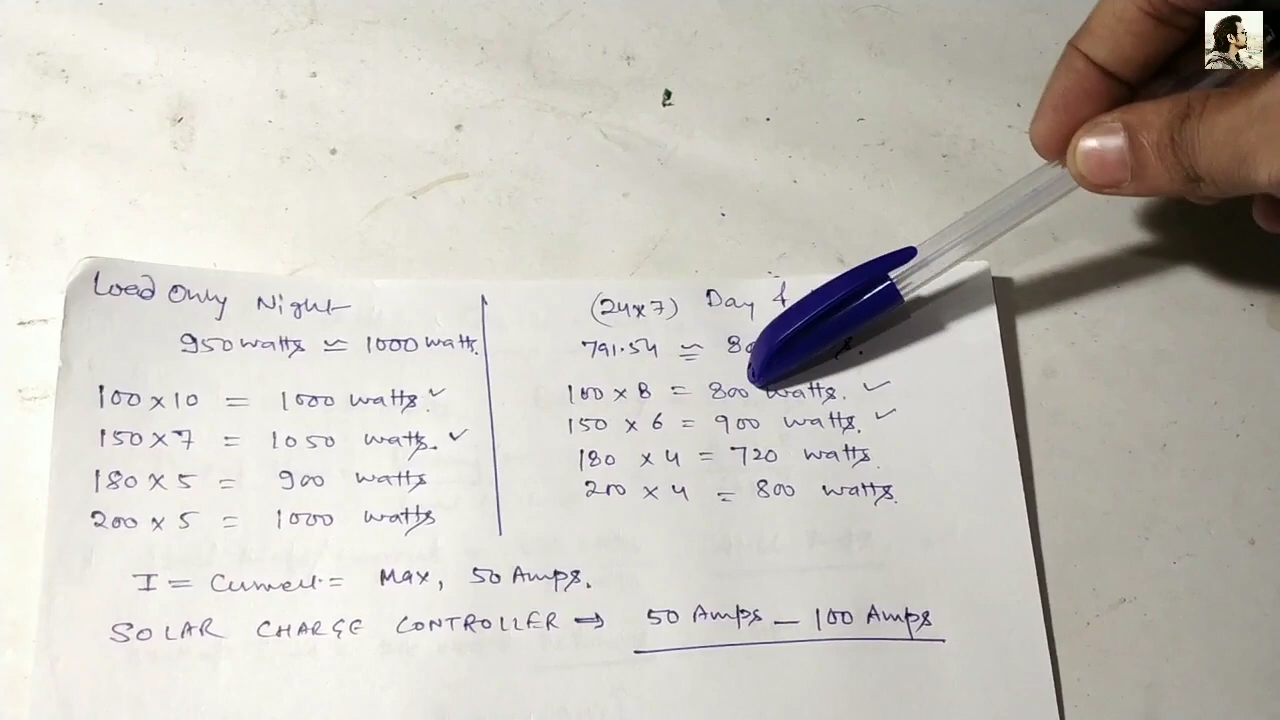 Load Only Night
950 watts ≃ 1000 watts.
100 x 10 = 1000 watts. ✓
150 x 7 = 1050 watts. ✓
180 x 5 = 900 watts
200 x 5 = 1000 watts
(24x7) Day &
791.54 ≃ 80
100 x 8 = 800 watts. ✓
150 x 6 = 900 watts. ✓
180 x 4 = 720 watts.
200 x 4 = 800 watts.
I = Current = Max, 50 Amps.
SOLAR CHARGE CONTROLLER ⇒ 50 Amps - 100 Amps